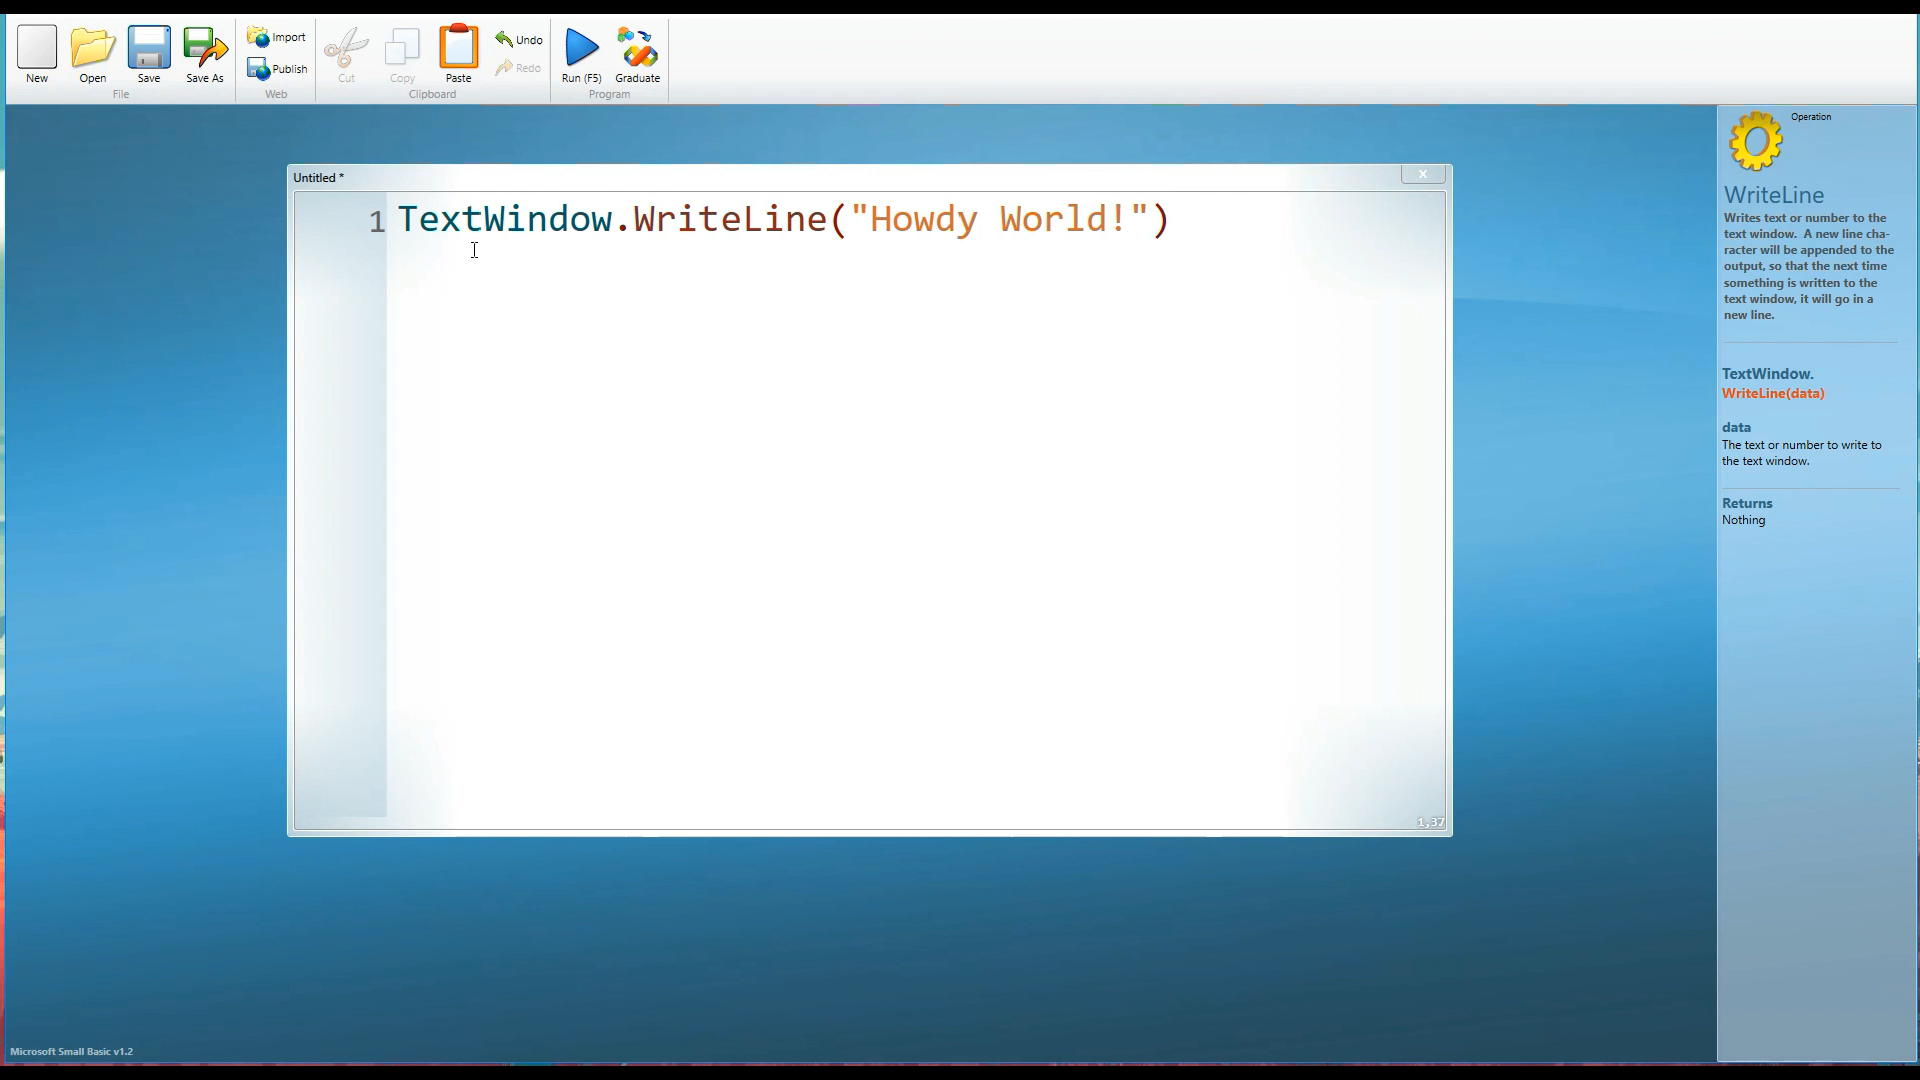 New
Open
Save
Save As
File
Import
Publish
Web
Cut
Copy
Paste
Undo
Redo
Clipboard
Run (F5)
Graduate
Program
Untitled *
x
1 TextWindow.WriteLine("Howdy World!")
1,37
Operation
WriteLine
Writes text or number to the
text window.  A new line cha-
racter will be appended to the
output, so that the next time
something is written to the
text window, it will go in a
new line.
TextWindow.
WriteLine(data)
data
The text or number to write to
the text window.
Returns
Nothing
Microsoft Small Basic v1.2